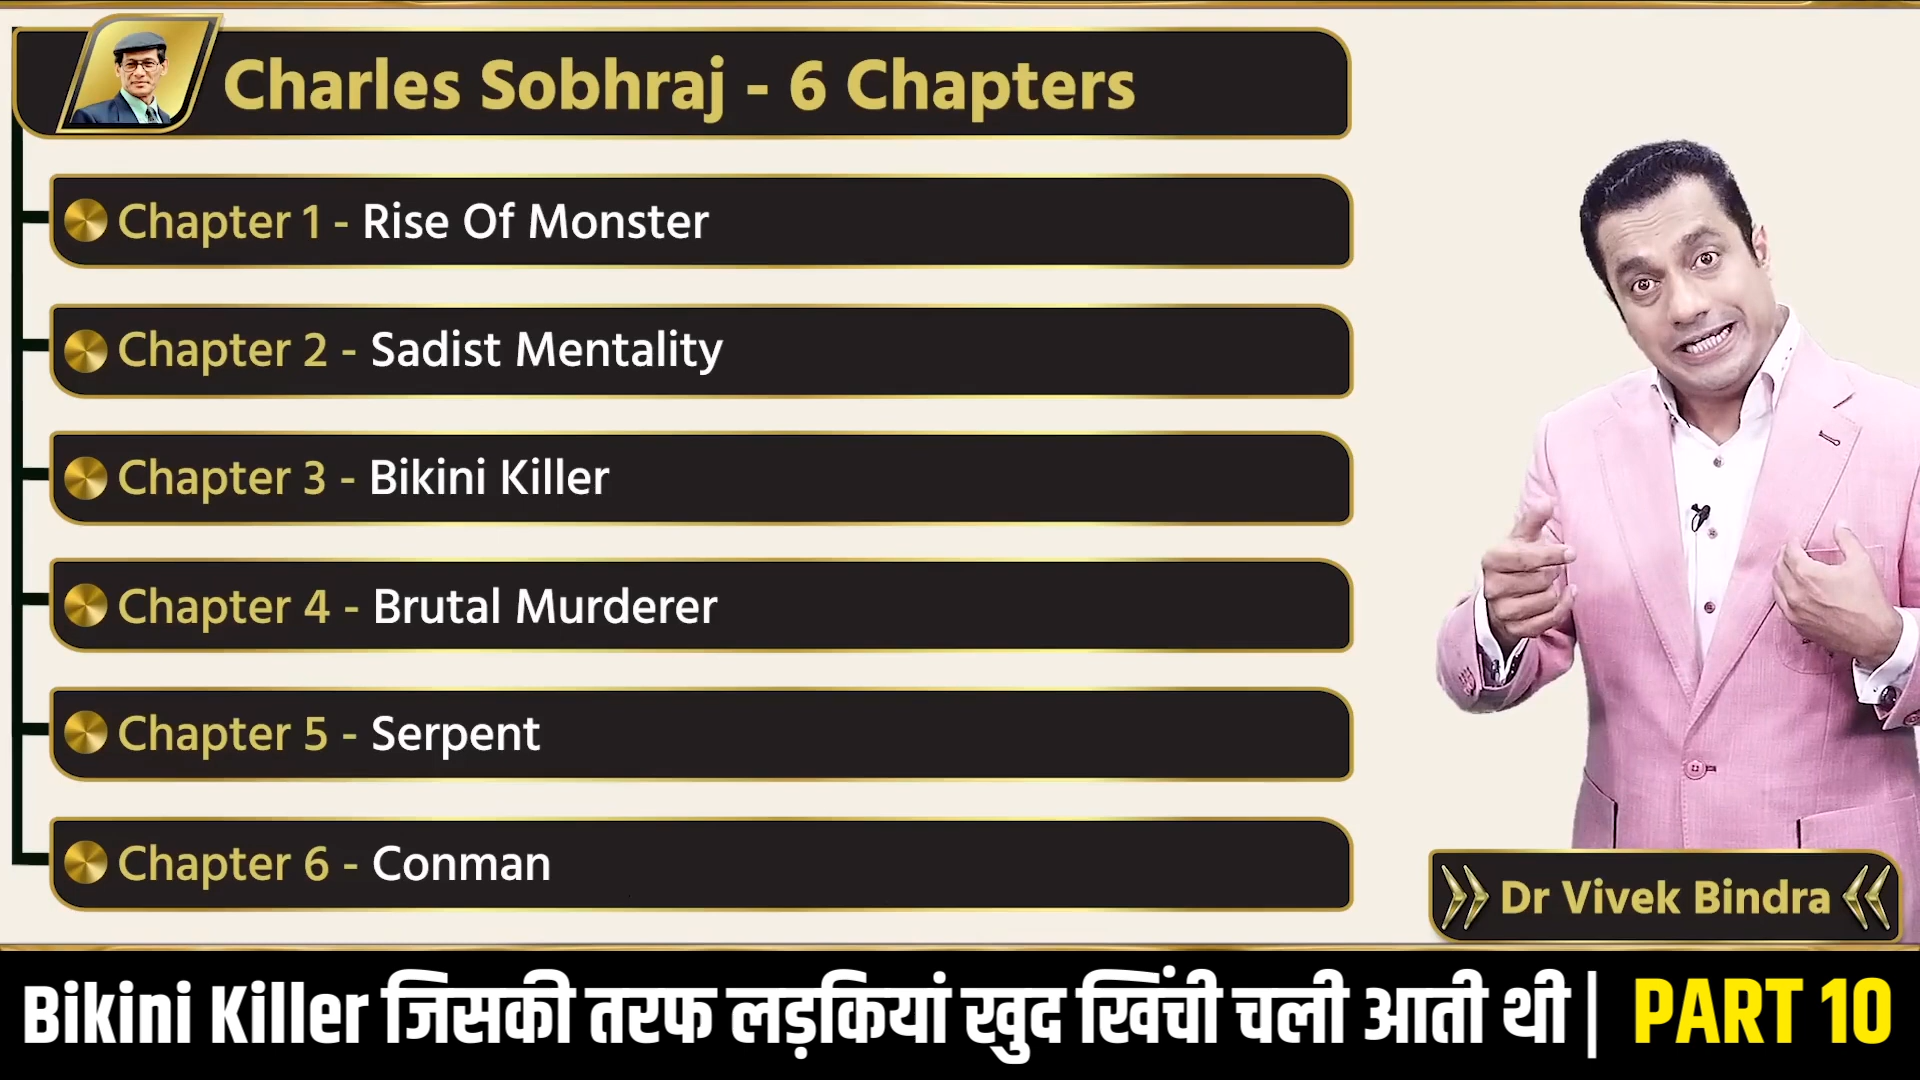 Charles Sobhraj - 6 Chapters
Chapter 1 - Rise Of Monster
Chapter 2 - Sadist Mentality
Chapter 3 - Bikini Killer
Chapter 4 - Brutal Murderer
Chapter 5 - Serpent
Chapter 6 - Conman
Dr Vivek Bindra
Bikini Killer जिसकी तरफ लड़कियां खुद खिंची चली आती थी | PART 10